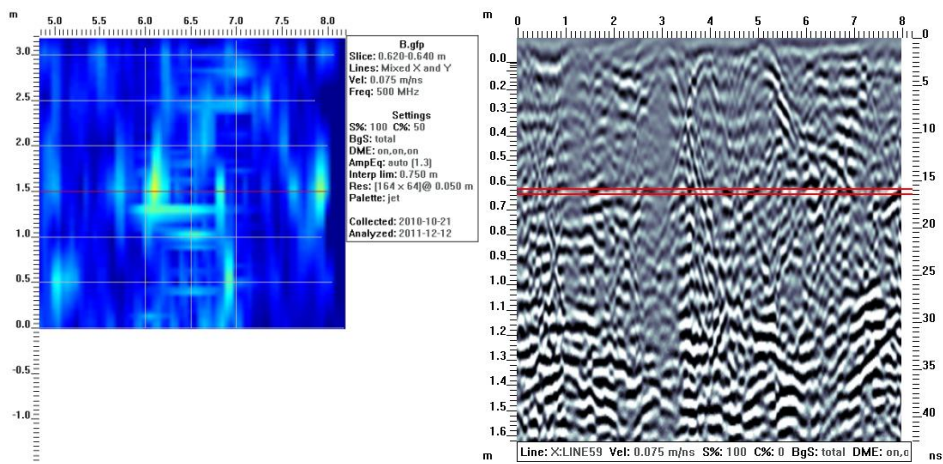 m
5.0 6.0 7.0 8.0
3.0
2.5
2.0
1.5
1.0
0.5
0.0
-0.5
-1.0
B.gfp
Slice: 0.620-0.640 m
Lines: Mixed X and Y
Vel: 0.075 m/ns
Freq: 500 MHz
Settings
S%: 100 C%: 50
BgS: total
DME: on,on,on
AmpEq: auto [1.3]
Interp lim: 0.750 m
Res: [164 x 64]@ 0.050 m
Palette: jet
Collected: 2010-10-21
Analyzed: 2011-12-12
m 0 1 2 3 4 5 6 7 8
0.0
0.2
0.3
0.4
0.5
0.6
0.7
0.8
0.9
1.0
1.1
1.2
1.3
1.4
1.5
1.6
m
0
5
10
15
20
25
30
35
40
ns
Line: X:LINE59 Vel: 0.075 m/ns S%: 100 C%: 0 BgS: total DME: on,o